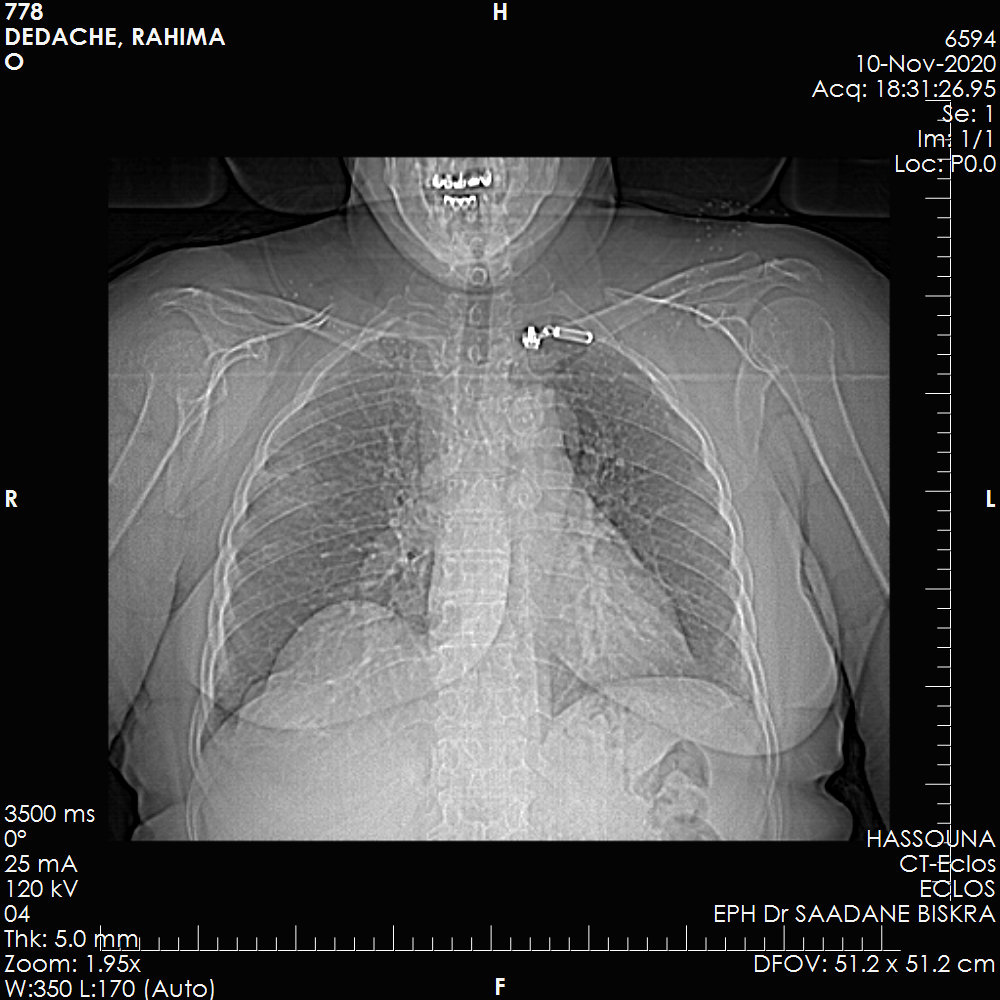 778
DEDACHE, RAHIMA
O
H
6594
10-Nov-2020
Acq: 18:31:26.95
Se: 1
Im: 1/1
Loc: P0.0
R
L
3500 ms
0°
25 mA
120 kV
04
Thk: 5.0 mm
Zoom: 1.95x
W:350 L:170 (Auto)
F
HASSOUNA
CT-Eclos
ECLOS
EPH Dr SAADANE BISKRA
DFOV: 51.2 x 51.2 cm